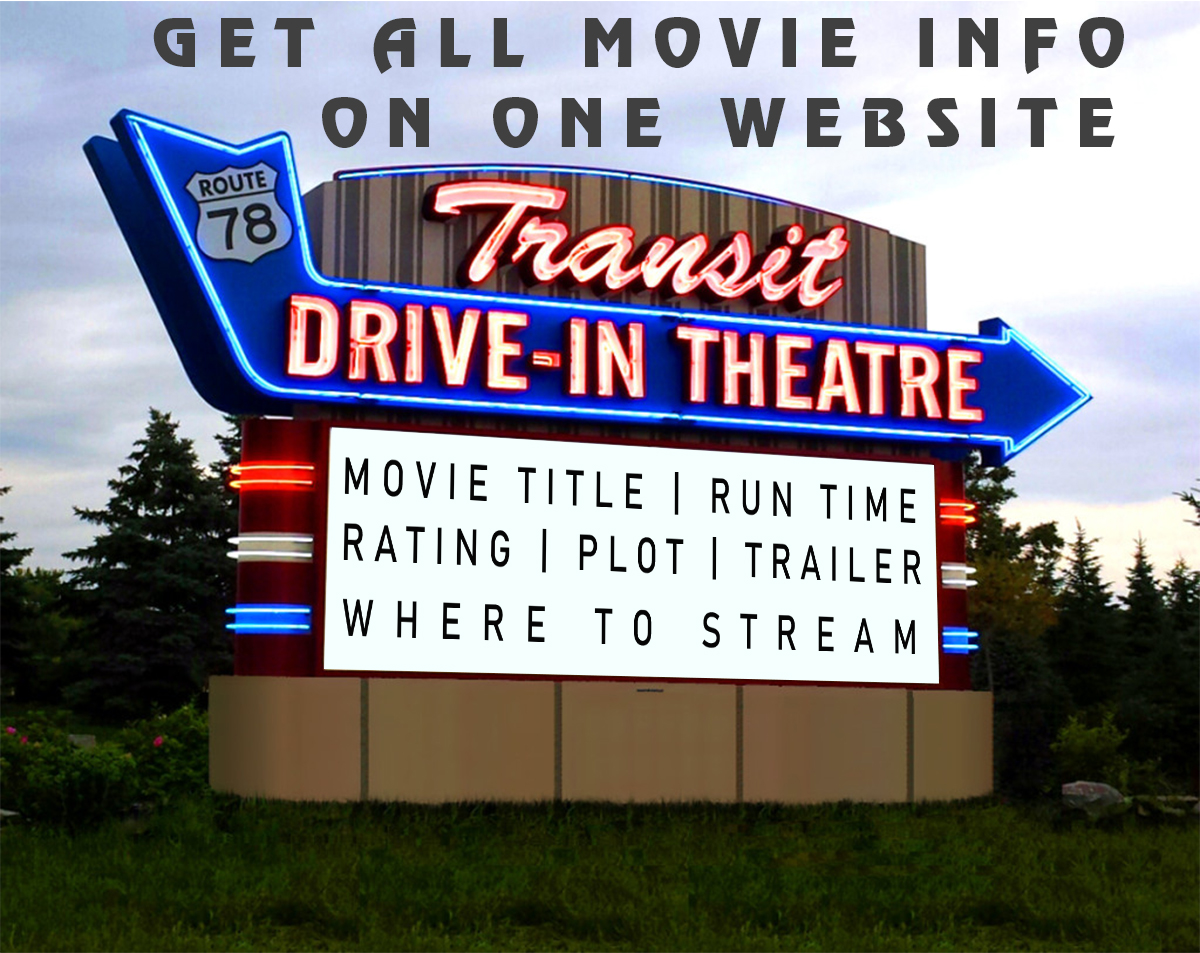 GET ALL MOVIE INFO
ON ONE WEBSITE
ROUTE
78
Transit
DRIVE-IN THEATRE
MOVIE TITLE | RUN TIME
RATING | PLOT | TRAILER
WHERE TO STREAM